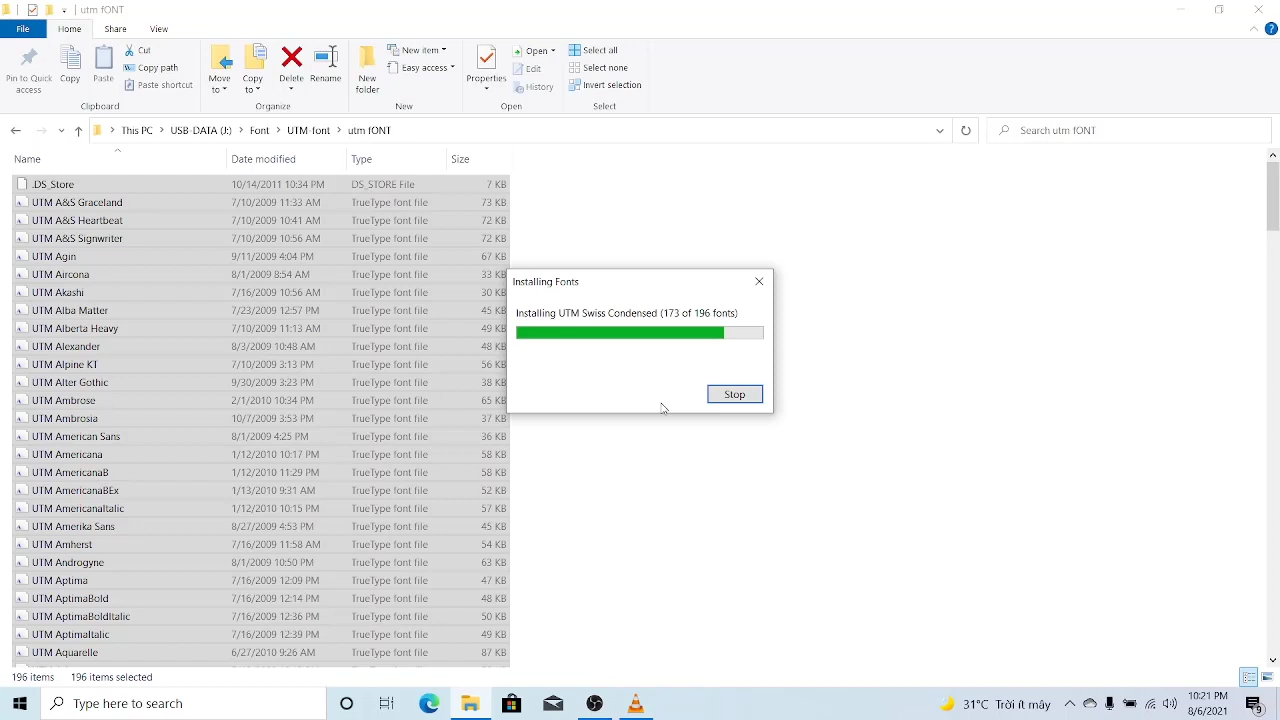 utm fONT
File
Home
Share
View
Pin to Quick access
Copy
Paste
Cut
Copy path
Paste shortcut
Clipboard
Move to
Copy to
Delete
Rename
Organize
New folder
New item
Easy access
New
Properties
Open
Edit
History
Open
Select all
Select none
Invert selection
Select
This PC > USB-DATA (J:) > Font > UTM-font > utm fONT
Search utm fONT
Name Date modified Type Size
.DS_Store 10/14/2011 10:34 PM DS_STORE File 7 KB
UTM A&S Graceland 7/10/2009 11:33 AM TrueType font file 73 KB
UTM A&S Heartbeat 7/10/2009 10:41 AM TrueType font file 72 KB
UTM A&S Signwriter 7/10/2009 10:56 AM TrueType font file 72 KB
UTM Agin 9/11/2009 4:04 PM TrueType font file 67 KB
UTM Aircona 8/1/2009 8:54 AM TrueType font file 33 KB
UTM Akashi 7/16/2009 10:56 AM TrueType font file 30 KB
UTM Alba Matter 7/23/2009 12:57 PM TrueType font file 45 KB
UTM Alberta Heavy 7/10/2009 11:13 AM TrueType font file 49 KB
UTM Alexander 8/3/2009 10:48 AM TrueType font file 48 KB
UTM Alpine KT 7/10/2009 3:13 PM TrueType font file 56 KB
UTM Alter Gothic 9/30/2009 3:23 PM TrueType font file 38 KB
UTM Ambrose 2/1/2010 10:34 PM TrueType font file 65 KB
UTM Ambrosia 10/7/2009 3:53 PM TrueType font file 37 KB
UTM American Sans 8/1/2009 4:25 PM TrueType font file 36 KB
UTM Americana 1/12/2010 10:17 PM TrueType font file 58 KB
UTM AmericanaB 1/12/2010 11:29 PM TrueType font file 58 KB
UTM AmericanaBEx 1/13/2010 9:31 AM TrueType font file 52 KB
UTM AmericanaItalic 1/12/2010 10:15 PM TrueType font file 57 KB
UTM Amerika Sans 8/27/2009 4:53 PM TrueType font file 45 KB
UTM Amherst 7/16/2009 11:58 AM TrueType font file 54 KB
UTM Androgyne 8/1/2009 10:50 PM TrueType font file 63 KB
UTM Aptima 7/16/2009 12:09 PM TrueType font file 47 KB
UTM AptimaBold 7/16/2009 12:14 PM TrueType font file 48 KB
UTM AptimaBoldItalic 7/16/2009 12:36 PM TrueType font file 50 KB
UTM AptimaItalic 7/16/2009 12:39 PM TrueType font file 49 KB
UTM Aquarelle 6/27/2010 9:26 AM TrueType font file 87 KB
Installing Fonts
Installing UTM Swiss Condensed (173 of 196 fonts)
Stop
196 items 196 items selected
Type here to search
31°C Trời ít mây
10:21 PM
8/6/2021